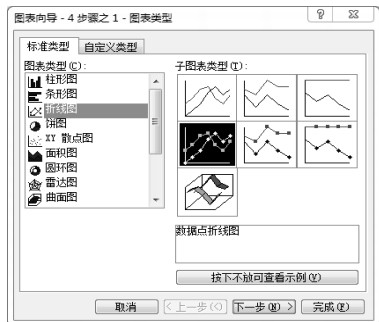 图表向导 - 4 步骤之 1 - 图表类型
标准类型 自定义类型
图表类型(C): 子图表类型(T):
柱形图
条形图
折线图
饼图
XY 散点图
面积图
圆环图
雷达图
曲面图
数据点折线图
按下不放可查看示例(V)
取消 <上一步(<) 下一步(N) > 完成(F)